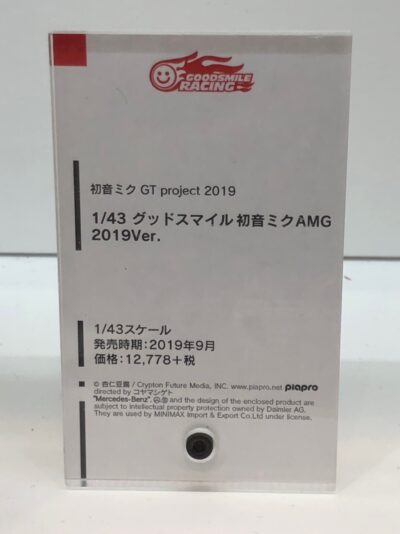 GOODSMILE
RACING
初音ミク GT project 2019
1/43 グッドスマイル 初音ミクAMG
2019Ver.
1/43スケール
発売時期：2019年9月
価格：12,778＋税
© 杏仁豆腐 / Crypton Future Media, INC. www.piapro.net piapro
directed by コヤマシゲト
"Mercedes-Benz", and the design of the enclosed product are
subject to intellectual property protection owned by Daimler AG.
They are used by MINIMAX Import & Export Co.Ltd under license.